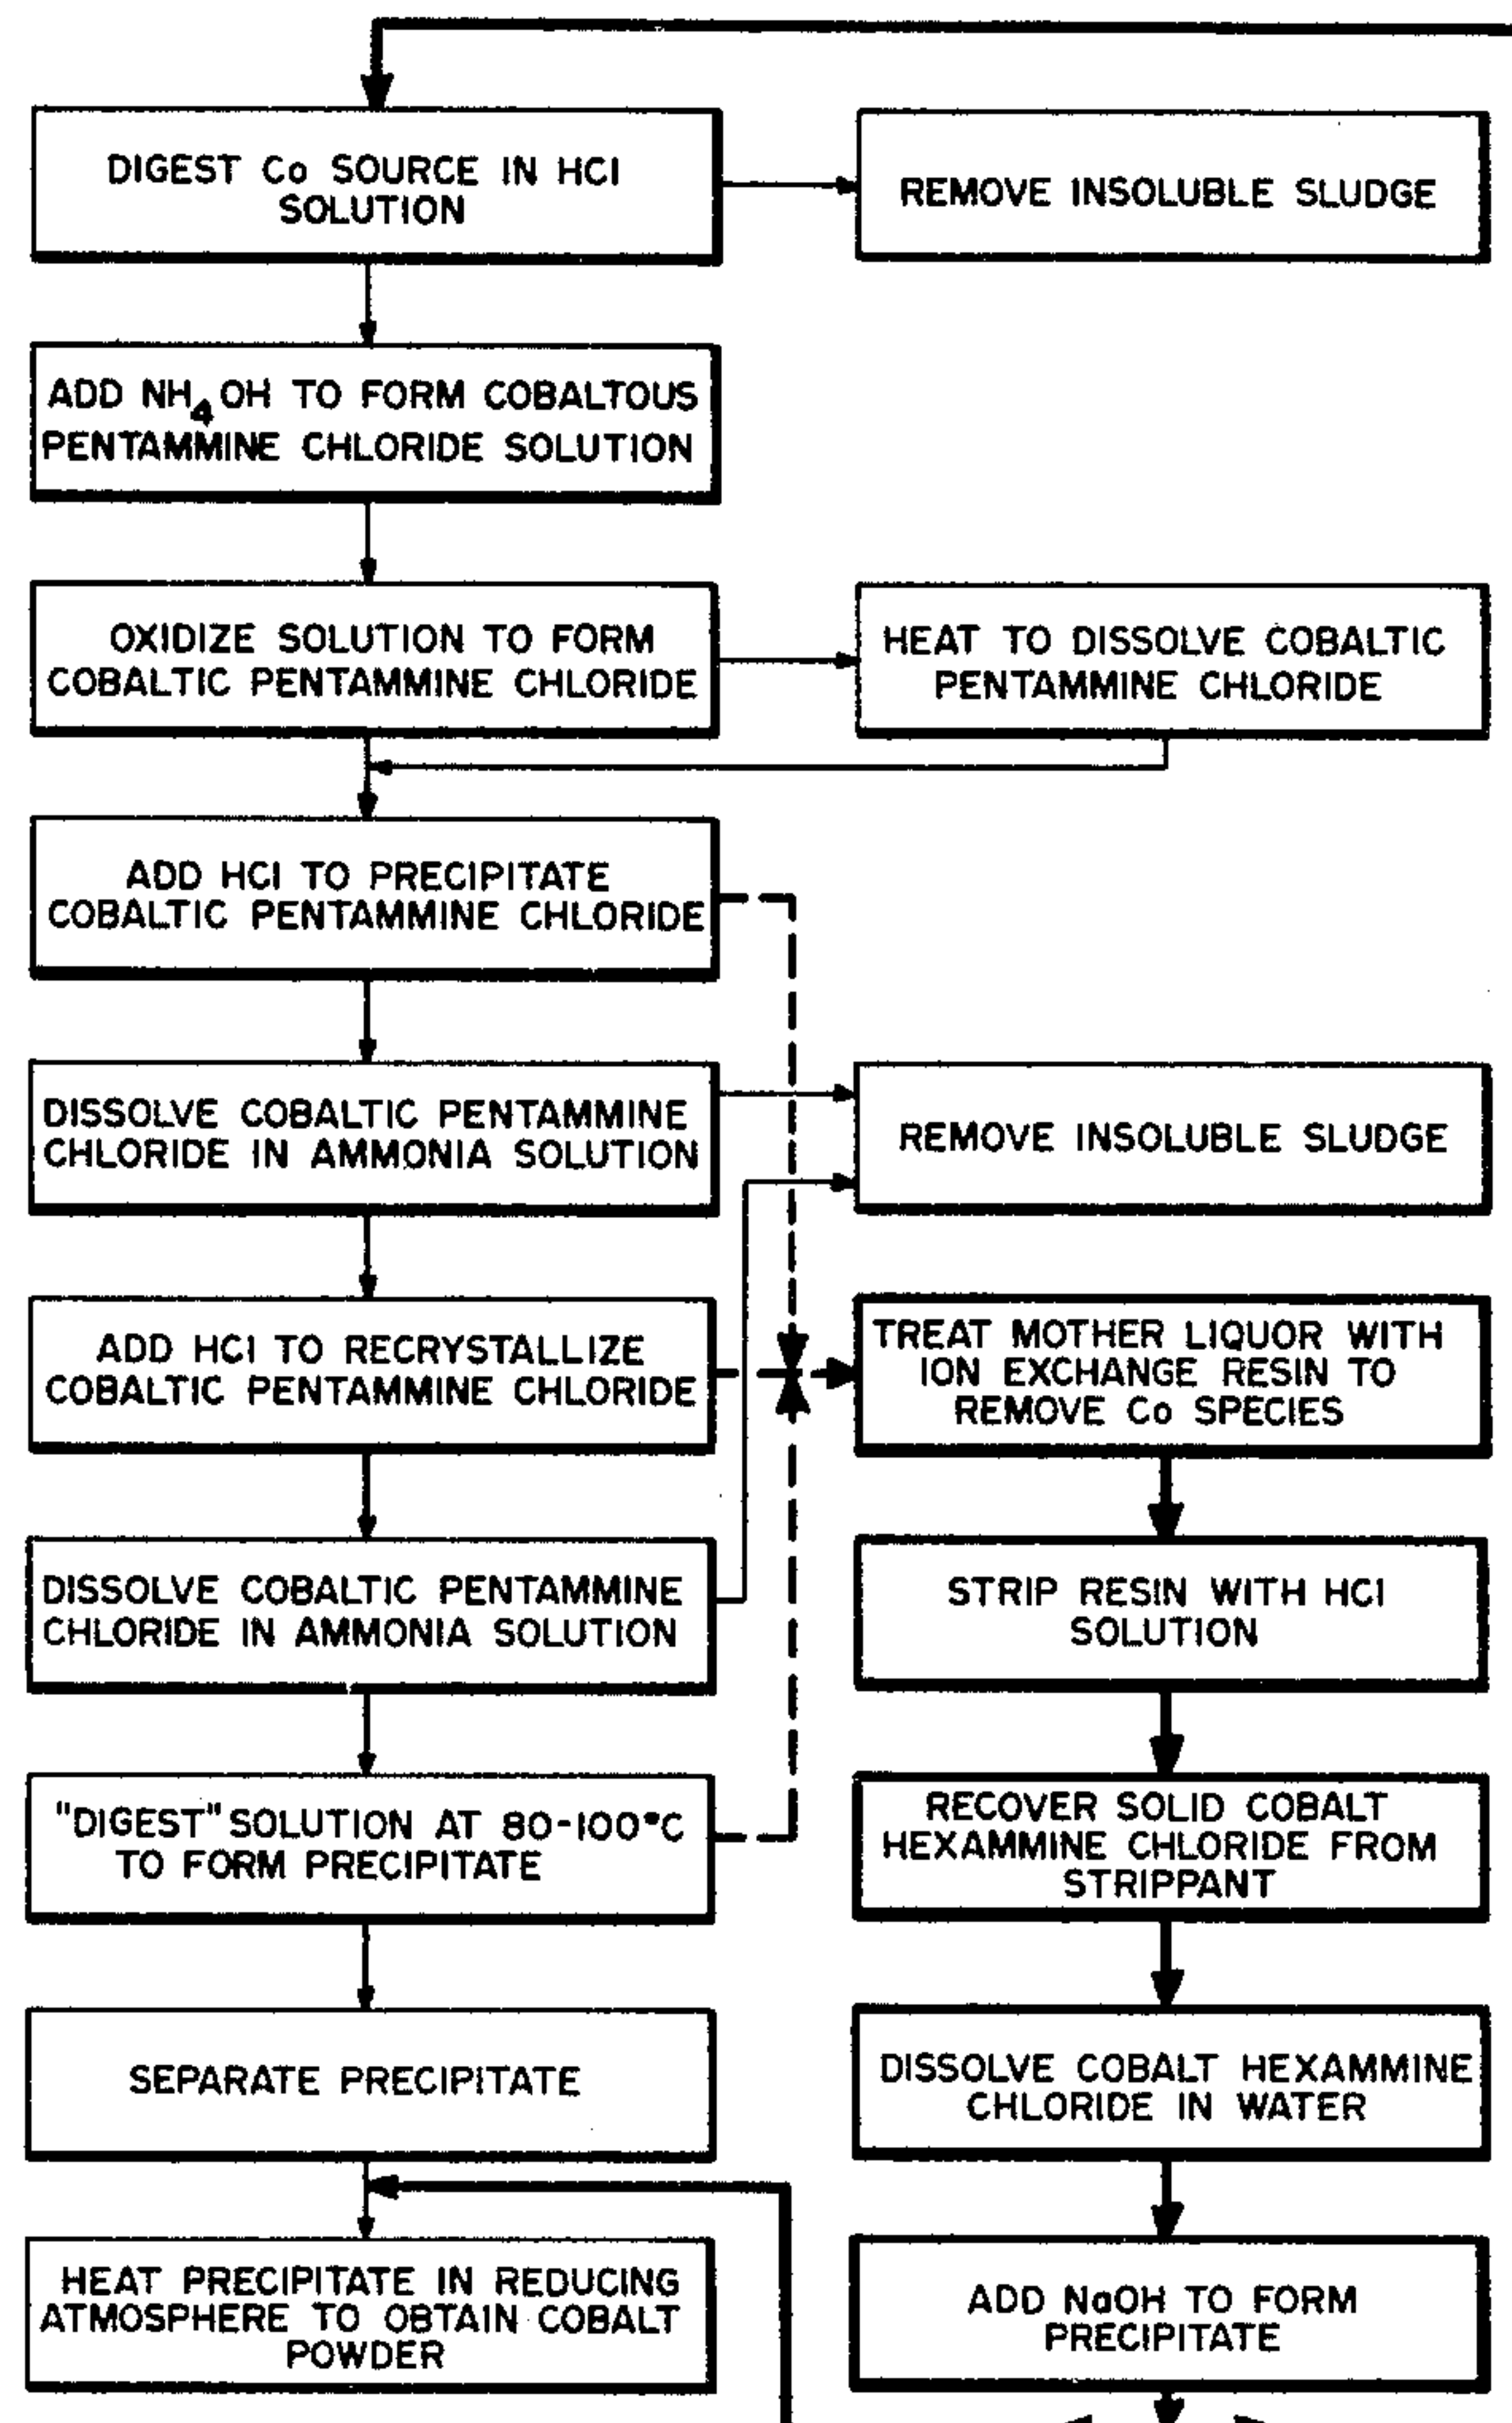 DIGEST Co SOURCE IN HCl
SOLUTION
REMOVE INSOLUBLE SLUDGE
ADD NH4OH TO FORM COBALTOUS
PENTAMMINE CHLORIDE SOLUTION
OXIDIZE SOLUTION TO FORM
COBALTIC PENTAMMINE CHLORIDE
HEAT TO DISSOLVE COBALTIC
PENTAMMINE CHLORIDE
ADD HCl TO PRECIPITATE
COBALTIC PENTAMMINE CHLORIDE
DISSOLVE COBALTIC PENTAMMINE
CHLORIDE IN AMMONIA SOLUTION
REMOVE INSOLUBLE SLUDGE
ADD HCl TO RECRYSTALLIZE
COBALTIC PENTAMMINE CHLORIDE
TREAT MOTHER LIQUOR WITH
ION EXCHANGE RESIN TO
REMOVE Co SPECIES
DISSOLVE COBALTIC PENTAMMINE
CHLORIDE IN AMMONIA SOLUTION
STRIP RESIN WITH HCl
SOLUTION
"DIGEST" SOLUTION AT 80-100°C
TO FORM PRECIPITATE
RECOVER SOLID COBALT
HEXAMMINE CHLORIDE FROM
STRIPPANT
SEPARATE PRECIPITATE
DISSOLVE COBALT HEXAMMINE
CHLORIDE IN WATER
HEAT PRECIPITATE IN REDUCING
ATMOSPHERE TO OBTAIN COBALT
POWDER
ADD NaOH TO FORM
PRECIPITATE